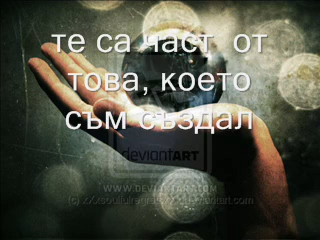 те са част от
това, което
съм създал
deviantART
WWW.DEVIANTART.COM